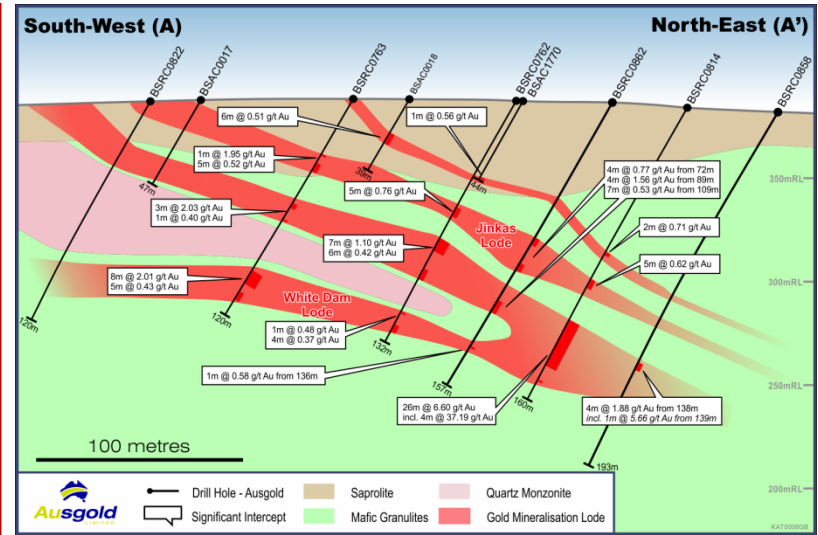 South-West (A)
North-East (A')
BSRC0822
BSAC0017
BSRC0763
BSAC0018
BSRC0762
BSAC1770
BSRC0862
BSRC0814
BSRC0858
6m @ 0.51 g/t Au
1m @ 0.56 g/t Au
1m @ 1.95 g/t Au
5m @ 0.52 g/t Au
4m @ 0.77 g/t Au from 72m
4m @ 1.56 g/t Au from 89m
7m @ 0.53 g/t Au from 109m
350mRL
47m
39m
44m
5m @ 0.76 g/t Au
3m @ 2.03 g/t Au
1m @ 0.40 g/t Au
Jinkas
Lode
2m @ 0.71 g/t Au
7m @ 1.10 g/t Au
6m @ 0.42 g/t Au
5m @ 0.62 g/t Au
8m @ 2.01 g/t Au
5m @ 0.43 g/t Au
300mRL
White Dam
Lode
120m
120m
1m @ 0.48 g/t Au
4m @ 0.37 g/t Au
132m
1m @ 0.58 g/t Au from 136m
157m
160m
250mRL
26m @ 6.60 g/t Au
incl. 4m @ 37.19 g/t Au
4m @ 1.88 g/t Au from 138m
incl. 1m @ 5.66 g/t Au from 139m
100 metres
193m
200mRL
Ausgold
LIMITED
Drill Hole - Ausgold
Saprolite
Quartz Monzonite
Significant Intercept
Mafic Granulites
Gold Mineralisation Lode
KAT0008GB